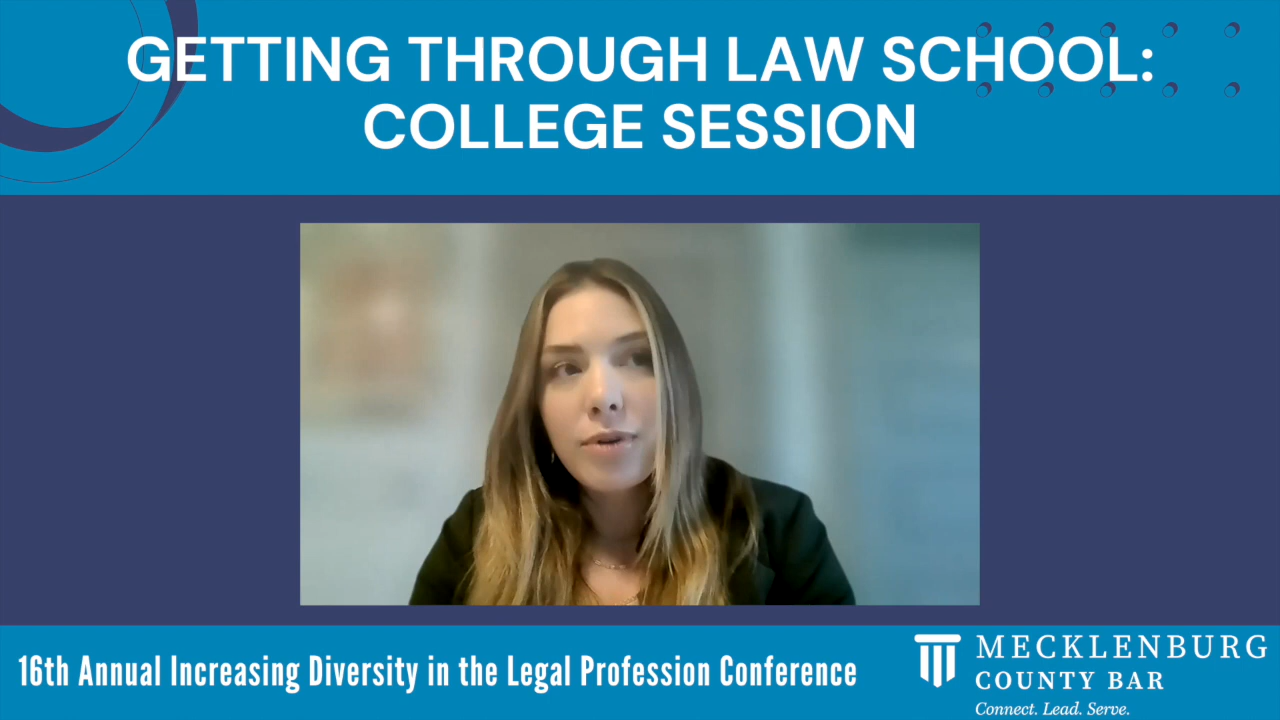 GETTING THROUGH LAW SCHOOL:
COLLEGE SESSION
16th Annual Increasing Diversity in the Legal Profession Conference
MECKLENBURG
COUNTY BAR
Connect. Lead. Serve.